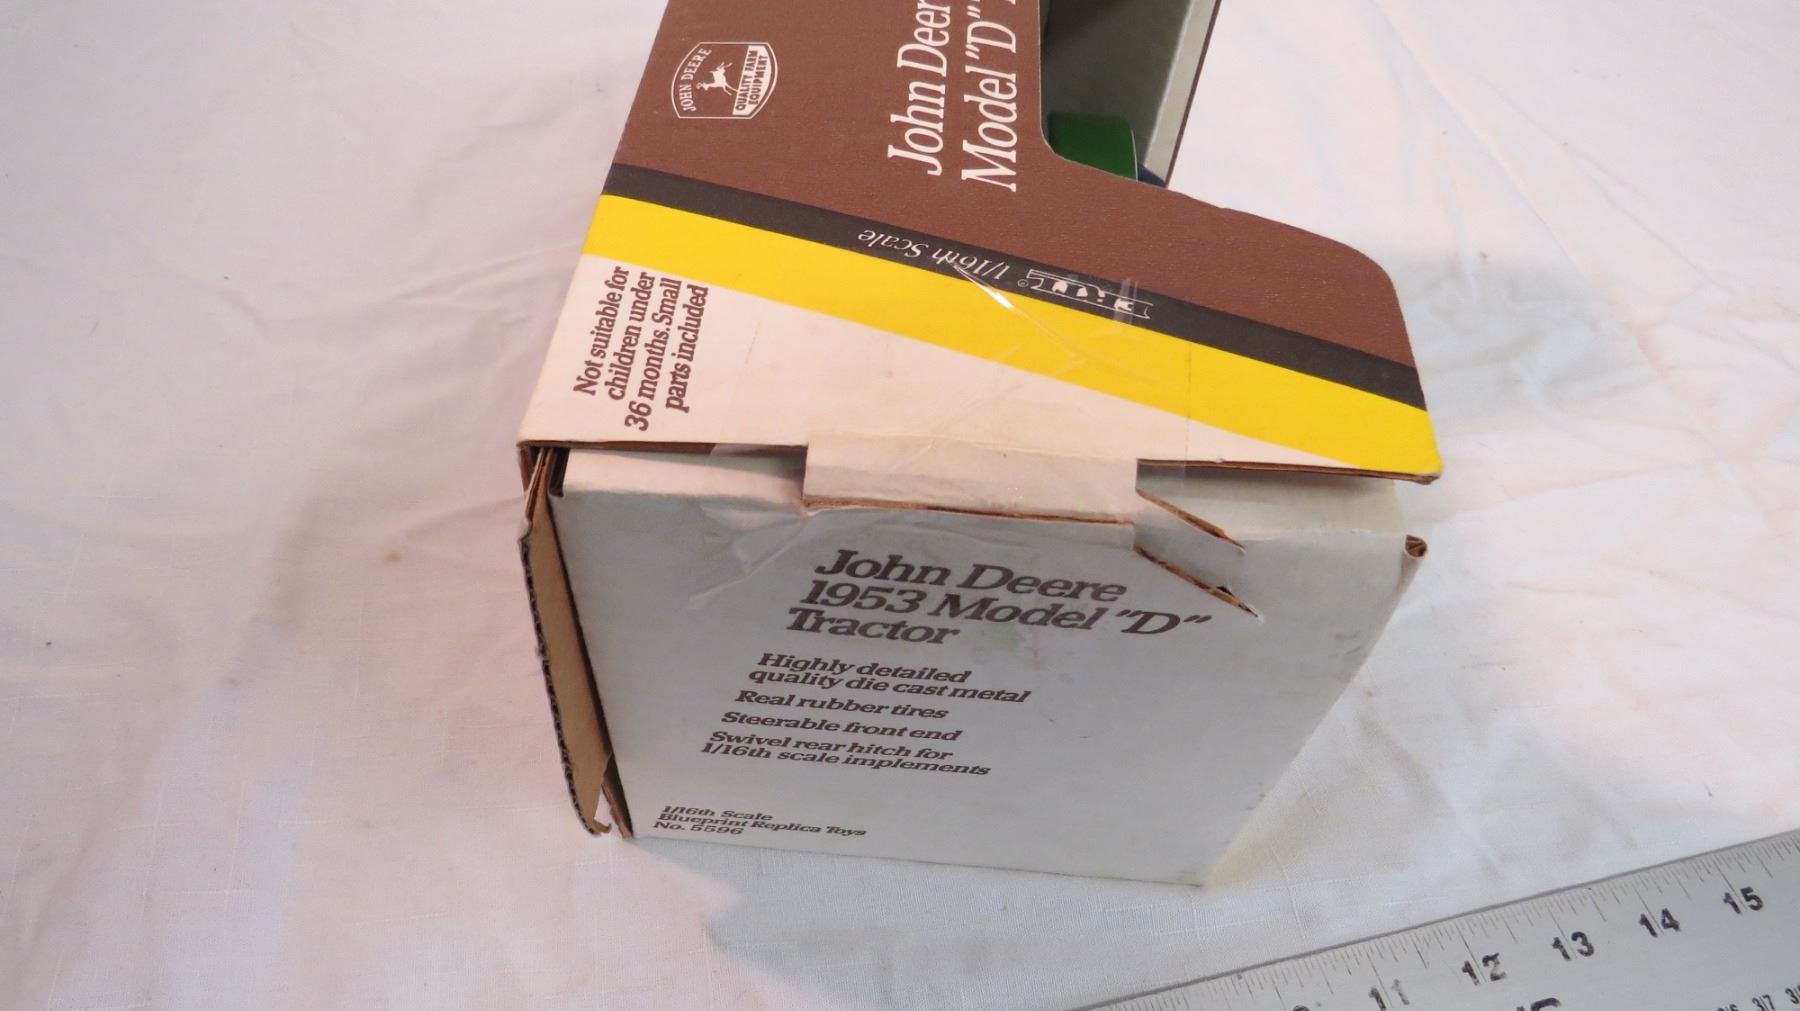 JOHN DEERE
QUALITY FARM
EQUIPMENT
John Deer
Model "D"
1/16th Scale
Ertl
Not suitable for
children under
36 months. Small
parts included
John Deere
1953 Model "D"
Tractor
Highly detailed
quality die cast metal
Real rubber tires
Steerable front end
Swivel rear hitch for
1/16th scale implements
1/16th Scale
Blueprint Replica Toys
No. 5596
11 12 13 14 15